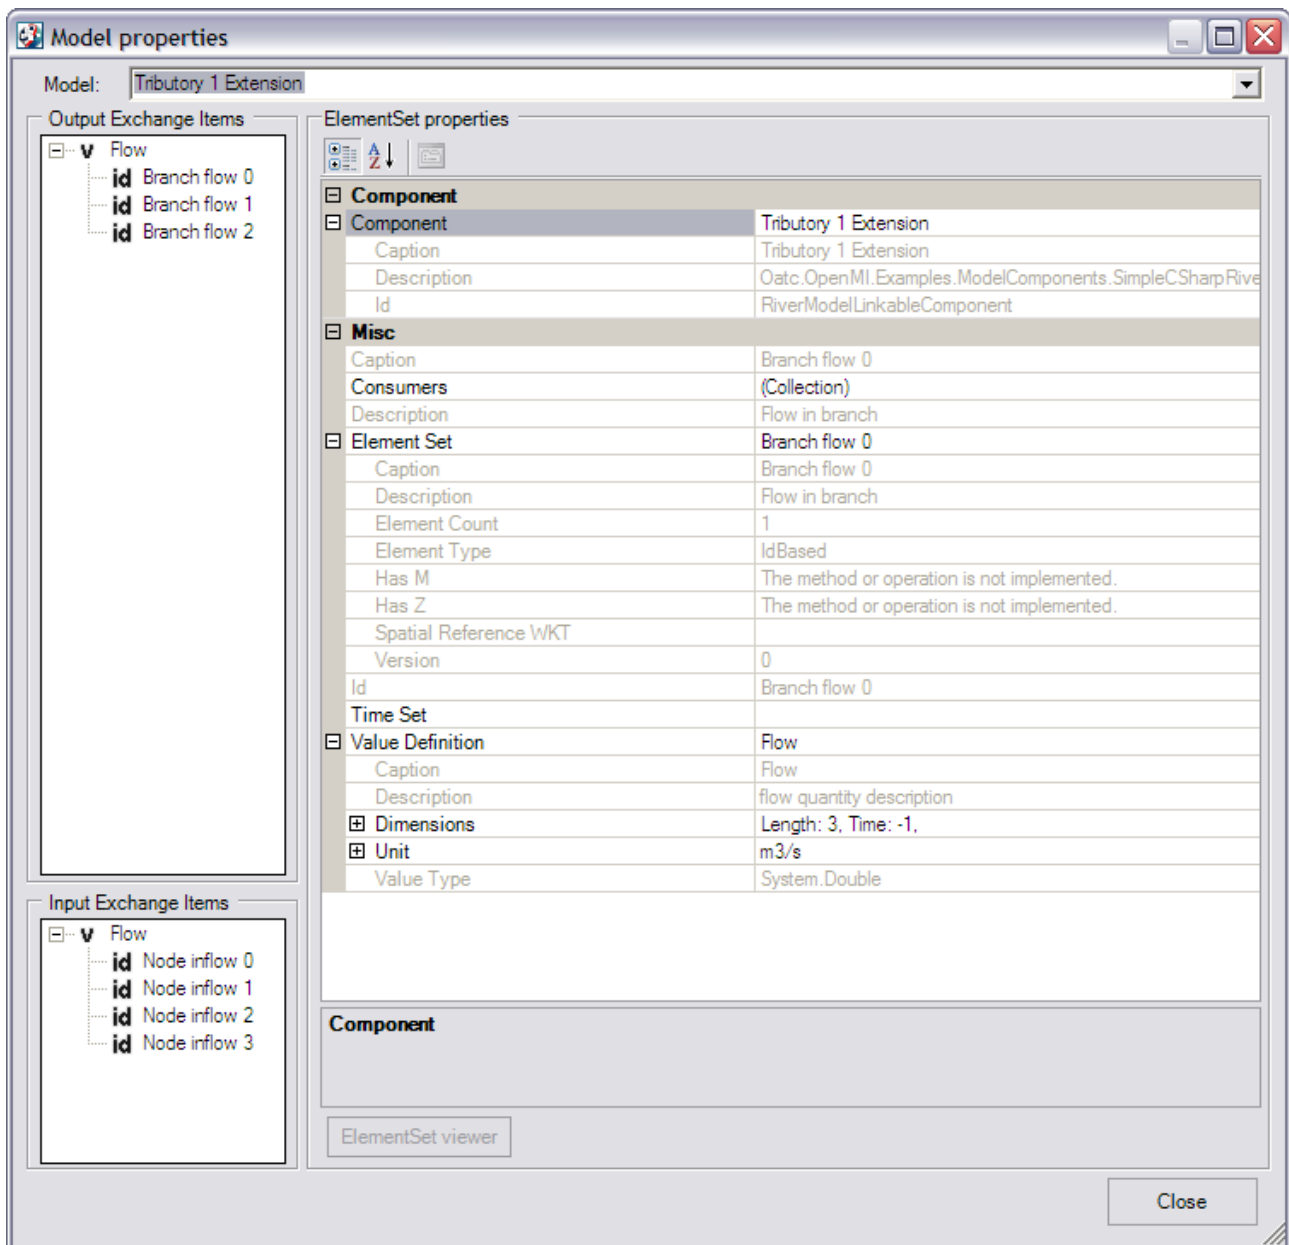 Model properties
Model: Tributory 1 Extension
Output Exchange Items
v Flow
id Branch flow 0
id Branch flow 1
id Branch flow 2
Input Exchange Items
v Flow
id Node inflow 0
id Node inflow 1
id Node inflow 2
id Node inflow 3
ElementSet properties
Component
Component Tributory 1 Extension
Caption Tributory 1 Extension
Description Oatc.OpenMI.Examples.ModelComponents.SimpleCSharpRive
Id RiverModelLinkableComponent
Misc
Caption Branch flow 0
Consumers (Collection)
Description Flow in branch
Element Set Branch flow 0
Caption Branch flow 0
Description Flow in branch
Element Count 1
Element Type IdBased
Has M The method or operation is not implemented.
Has Z The method or operation is not implemented.
Spatial Reference WKT
Version 0
Id Branch flow 0
Time Set
Value Definition Flow
Caption Flow
Description flow quantity description
Dimensions Length: 3, Time: -1,
Unit m3/s
Value Type System.Double
Component
ElementSet viewer
Close